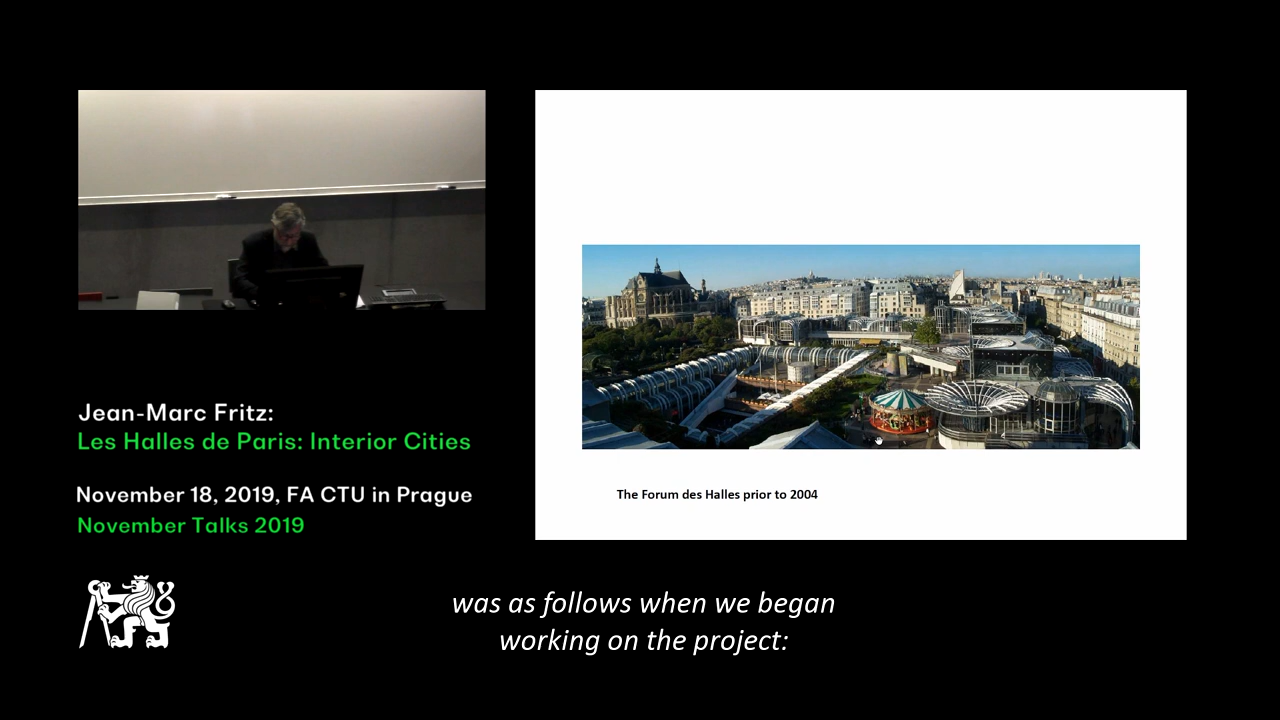 Jean-Marc Fritz:
Les Halles de Paris: Interior Cities
November 18, 2019, FA CTU in Prague
November Talks 2019
The Forum des Halles prior to 2004
was as follows when we began
working on the project: